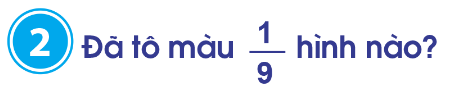 2 Đã tô màu 1/9 hình nào?